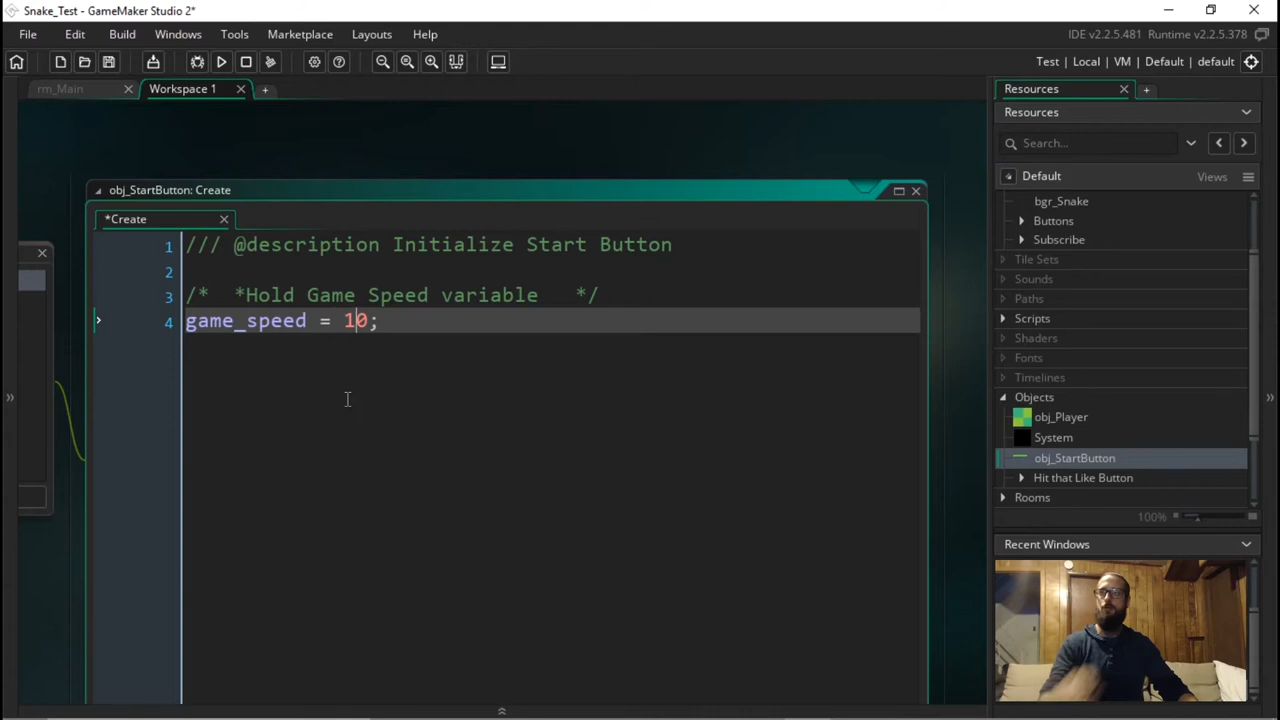 Snake_Test - GameMaker Studio 2*
File Edit Build Windows Tools Marketplace Layouts Help
IDE v2.2.5.481 Runtime v2.2.5.378
Test | Local | VM | Default | default
rm_Main
Workspace 1
Resources
Resources
Search...
Default
Views
bgr_Snake
Buttons
Subscribe
Tile Sets
Sounds
Paths
Scripts
Shaders
Fonts
Timelines
Objects
obj_Player
System
obj_StartButton
Hit that Like Button
Rooms
100%
Recent Windows
obj_StartButton: Create
*Create
1 /// @description Initialize Start Button
2
3 /* *Hold Game Speed variable */
4 game_speed = 10;